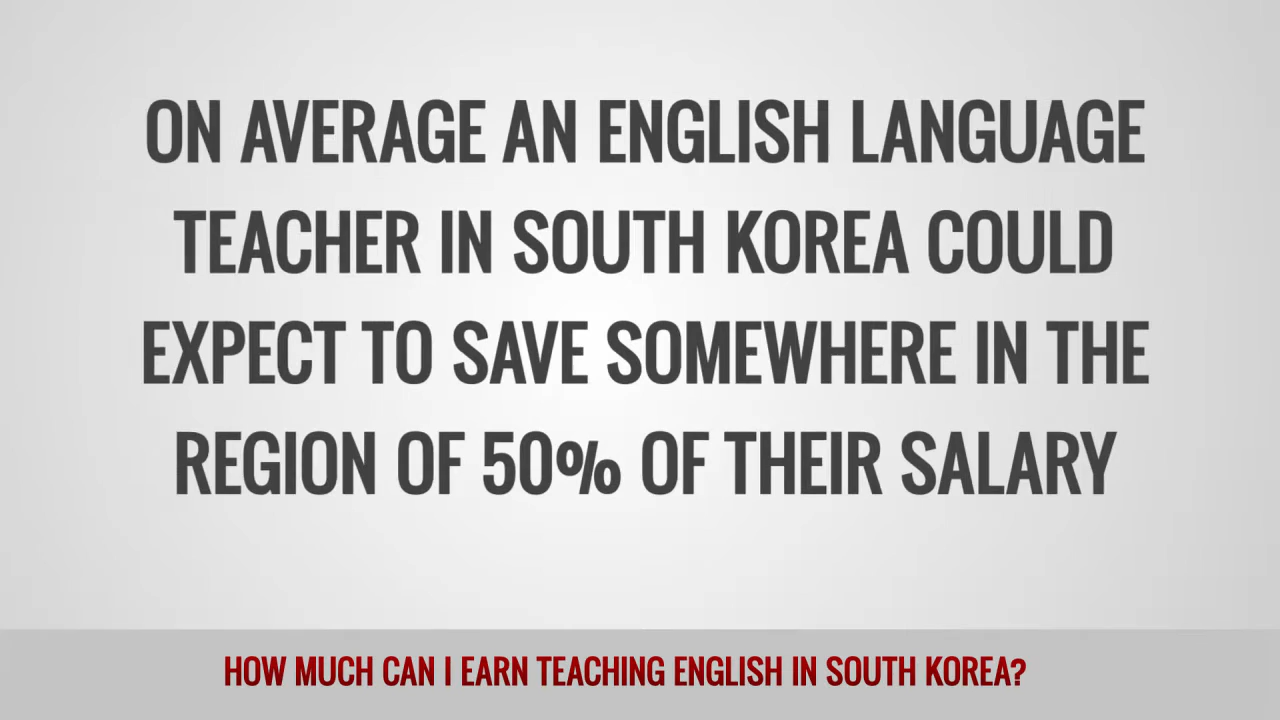 ON AVERAGE AN ENGLISH LANGUAGE
TEACHER IN SOUTH KOREA COULD
EXPECT TO SAVE SOMEWHERE IN THE
REGION OF 50% OF THEIR SALARY
HOW MUCH CAN I EARN TEACHING ENGLISH IN SOUTH KOREA?